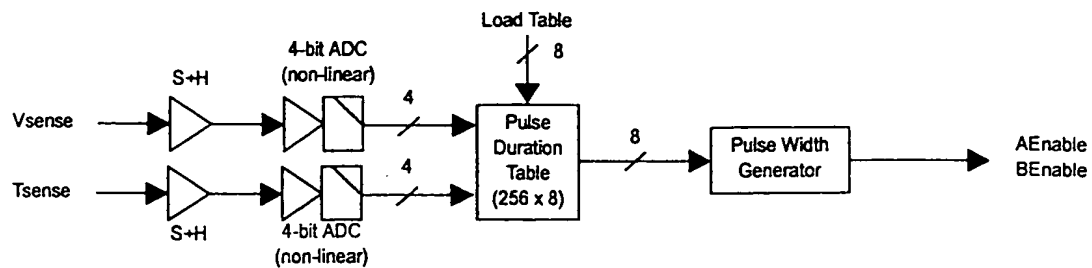 Load Table
8
4-bit ADC
(non-linear)
S+H
4
Vsense
Pulse
Duration
Table
(256 x 8)
8
Pulse Width
Generator
AEnable
BEnable
Tsense
4
S+H
4-bit ADC
(non-linear)